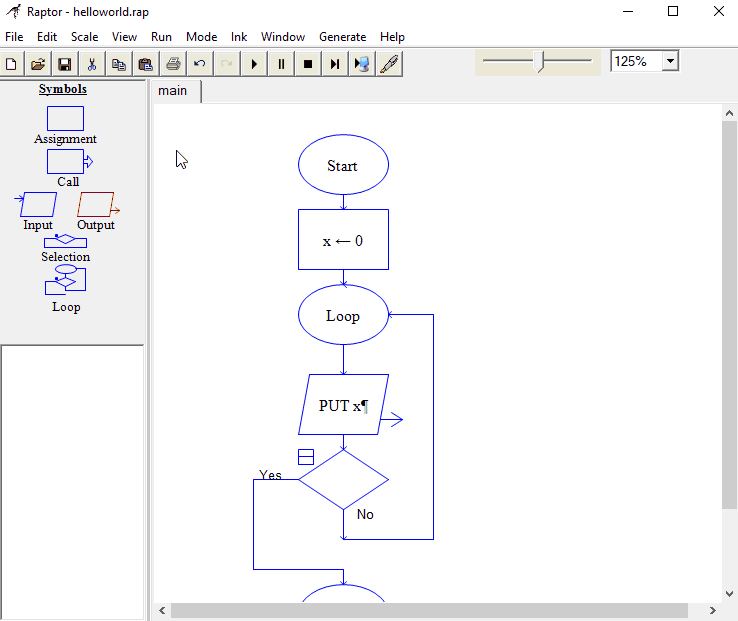 Raptor - helloworld.rap
File Edit Scale View Run Mode Ink Window Generate Help
125%
Symbols
Assignment
Call
Input Output
Selection
Loop
main
Start
x ← 0
Loop
PUT x¶
Yes
No